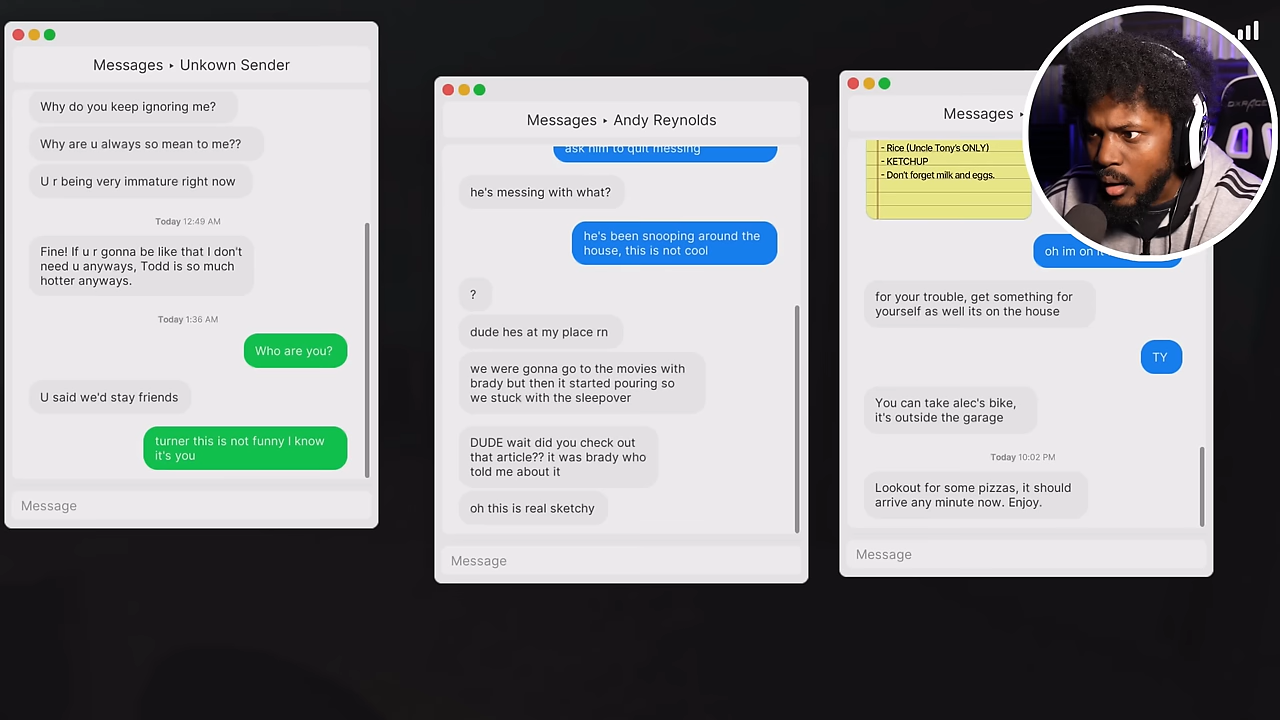 Messages ▸ Unkown Sender
Why do you keep ignoring me?
Why are u always so mean to me??
U r being very immature right now
Today 12:49 AM
Fine! If u r gonna be like that I don't
need u anyways, Todd is so much
hotter anyways.
Today 1:36 AM
Who are you?
U said we'd stay friends
turner this is not funny I know
it's you
Message
Messages ▸ Andy Reynolds
ask him to quit messing
he's messing with what?
he's been snooping around the
house, this is not cool
?
dude hes at my place rn
we were gonna go to the movies with
brady but then it started pouring so
we stuck with the sleepover
DUDE wait did you check out
that article?? it was brady who
told me about it
oh this is real sketchy
Message
Messages ▸
- Rice (Uncle Tony's ONLY)
- KETCHUP
- Don't forget milk and eggs.
oh im on
for your trouble, get something for
yourself as well its on the house
TY
You can take alec's bike,
it's outside the garage
Today 10:02 PM
Lookout for some pizzas, it should
arrive any minute now. Enjoy.
Message